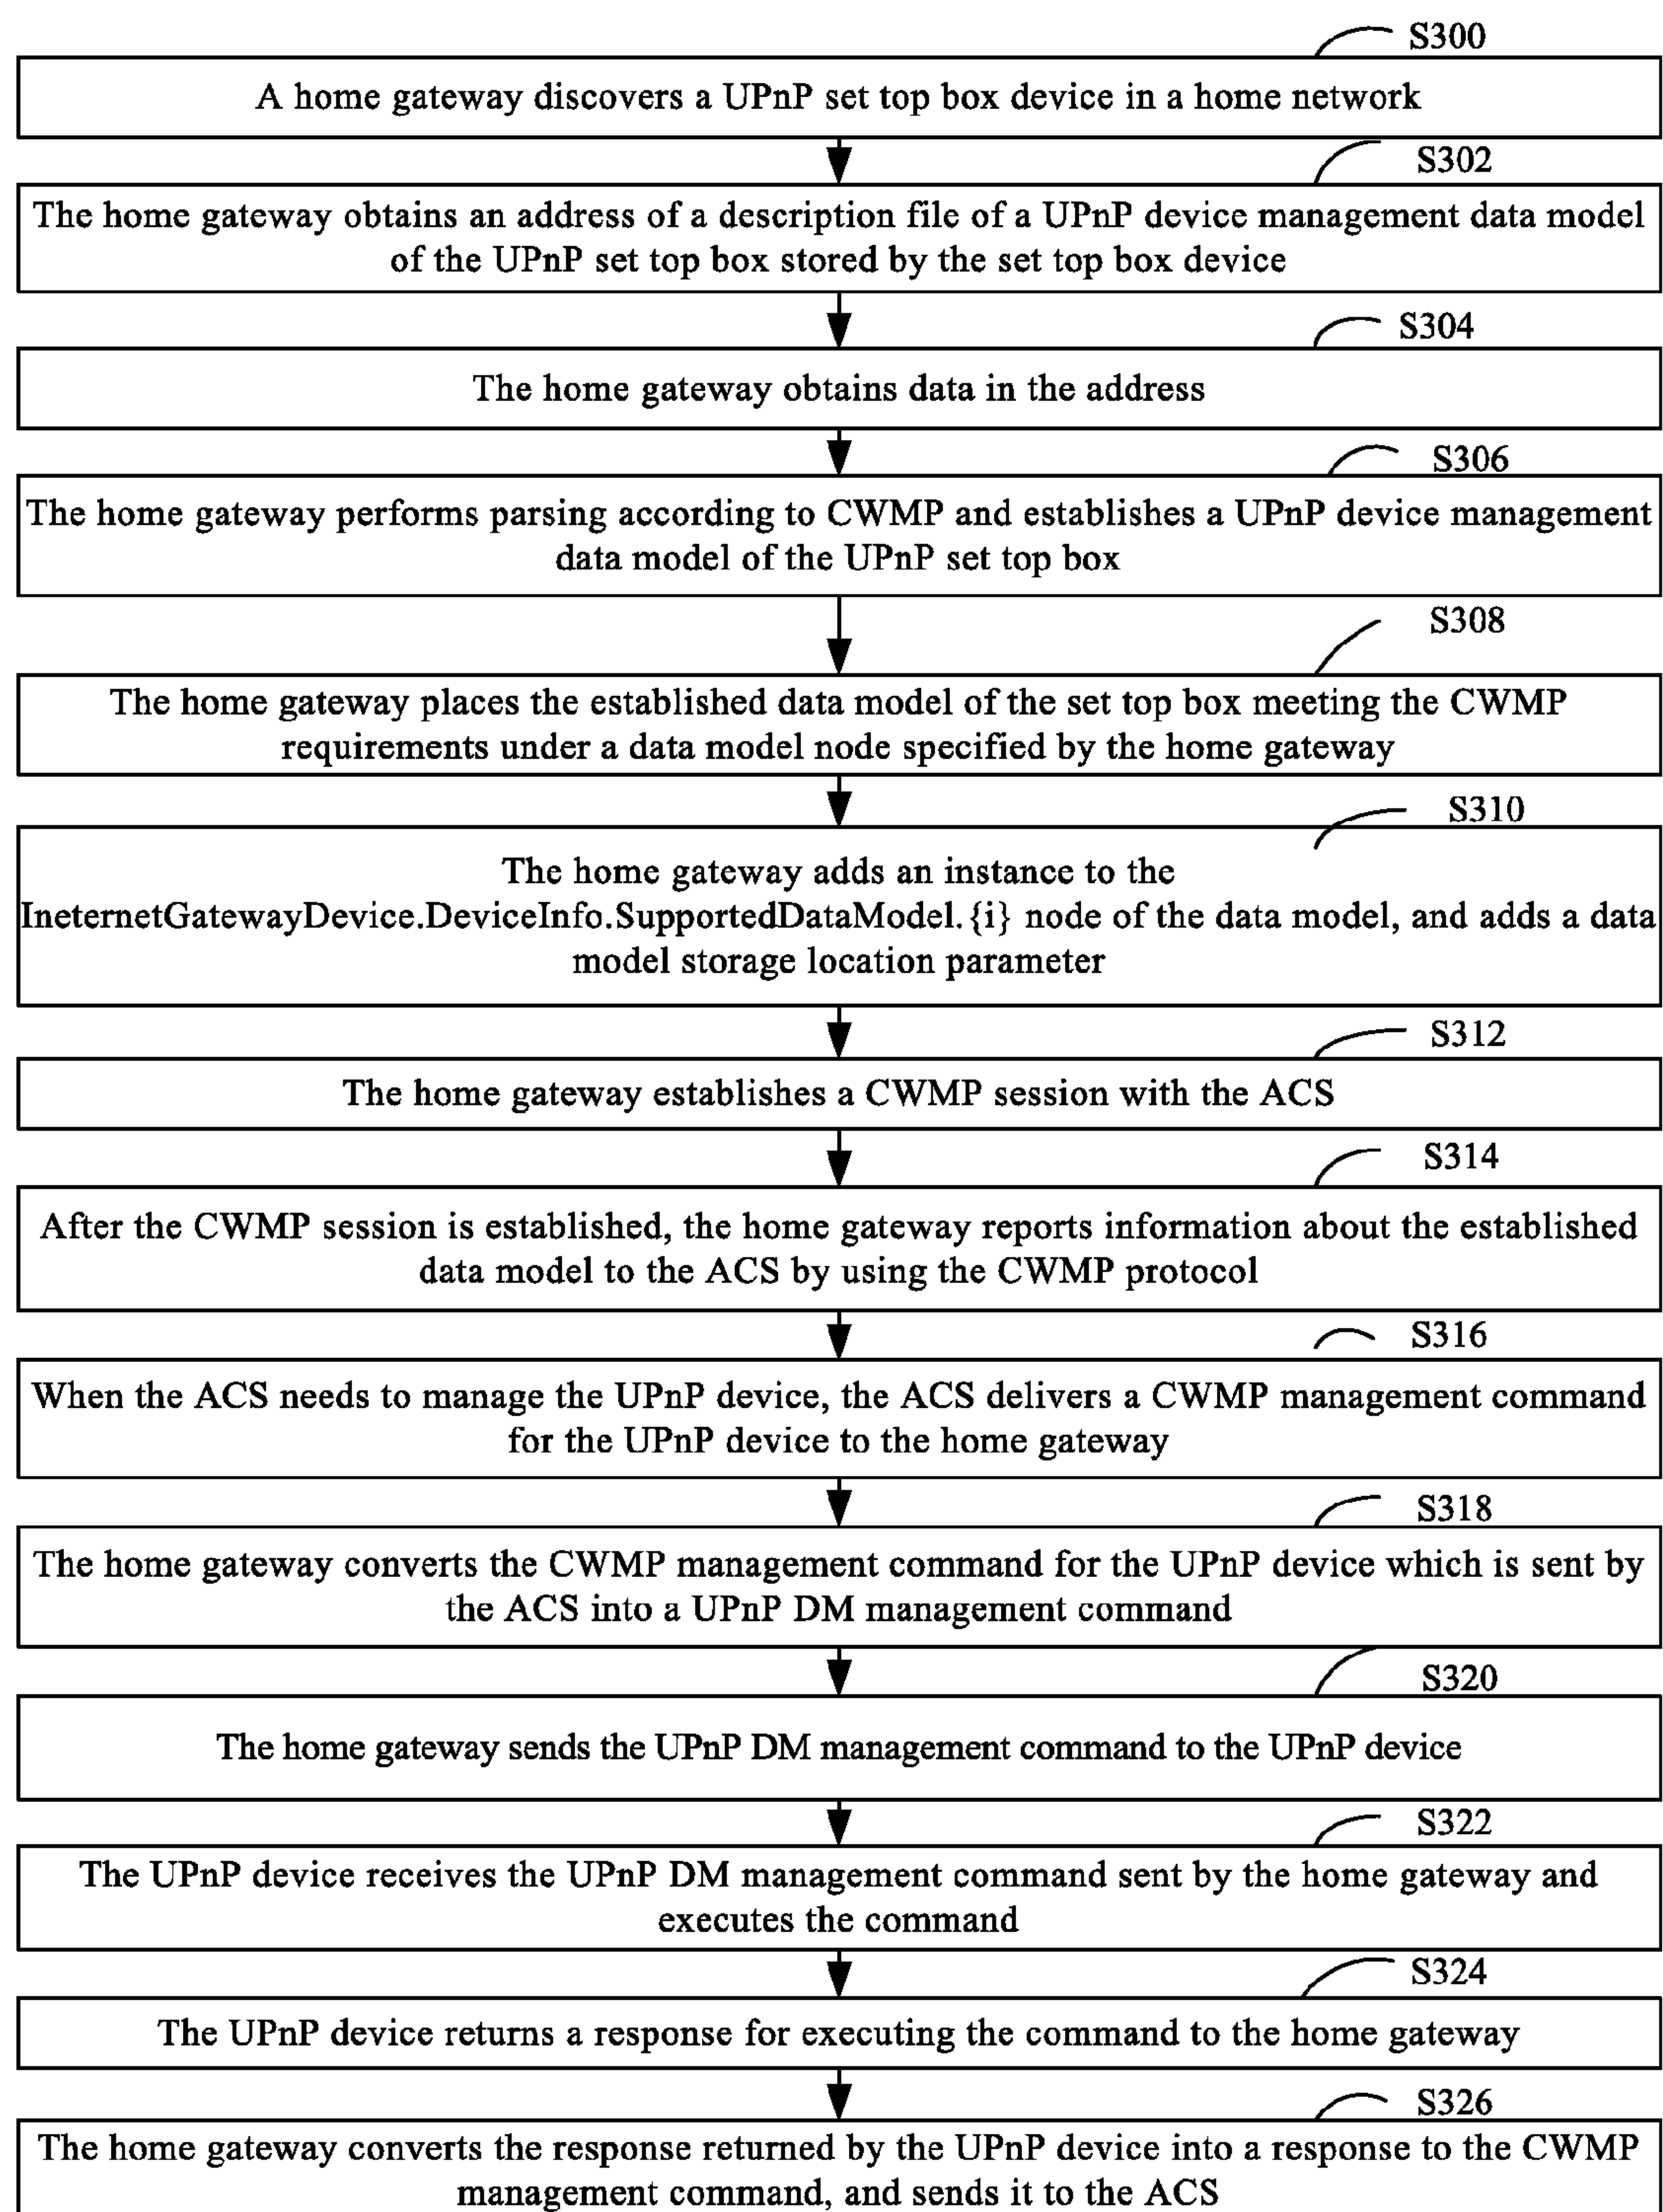 S300
A home gateway discovers a UPnP set top box device in a home network
S302
The home gateway obtains an address of a description file of a UPnP device management data model
of the UPnP set top box stored by the set top box device
S304
The home gateway obtains data in the address
S306
The home gateway performs parsing according to CWMP and establishes a UPnP device management
data model of the UPnP set top box
S308
The home gateway places the established data model of the set top box meeting the CWMP
requirements under a data model node specified by the home gateway
S310
The home gateway adds an instance to the
IneternetGatewayDevice.DeviceInfo.SupportedDataModel.{i} node of the data model, and adds a data
model storage location parameter
S312
The home gateway establishes a CWMP session with the ACS
S314
After the CWMP session is established, the home gateway reports information about the established
data model to the ACS by using the CWMP protocol
S316
When the ACS needs to manage the UPnP device, the ACS delivers a CWMP management command
for the UPnP device to the home gateway
S318
The home gateway converts the CWMP management command for the UPnP device which is sent by
the ACS into a UPnP DM management command
S320
The home gateway sends the UPnP DM management command to the UPnP device
S322
The UPnP device receives the UPnP DM management command sent by the home gateway and
executes the command
S324
The UPnP device returns a response for executing the command to the home gateway
S326
The home gateway converts the response returned by the UPnP device into a response to the CWMP
management command, and sends it to the ACS